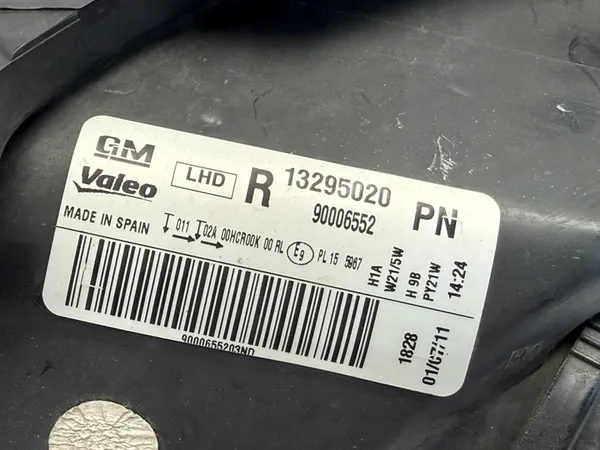 GM
Valeo
LHD R 13295020
90006552 PN
MADE IN SPAIN
011 02A 00HCR00K 00 RL E9 PL 15 5967
H1A
W21/5W
H 9B
PY21W
14:24
1828
01/07/11
9000655203ND